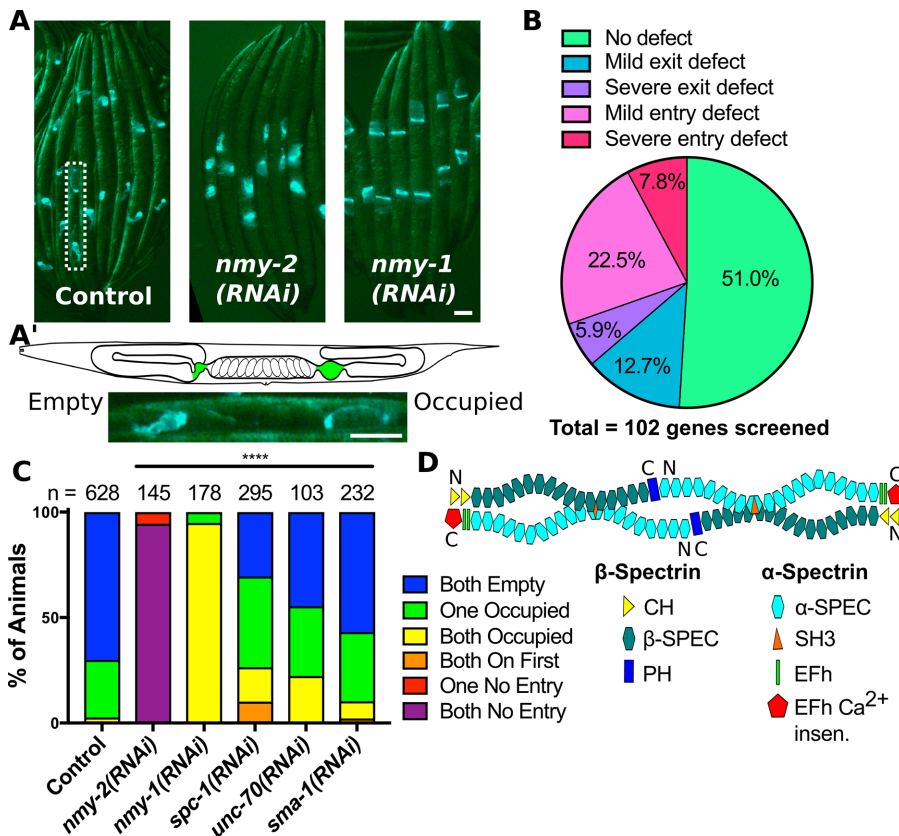 A
Control
nmy-2
(RNAi)
nmy-1
(RNAi)
A'
Empty
Occupied
B
No defect
Mild exit defect
Severe exit defect
Mild entry defect
Severe entry defect
7.8%
51.0%
22.5%
5.9%
12.7%
Total = 102 genes screened
C
****
n = 628 145 178 295 103 232
% of Animals
100
50
0
Control
nmy-2(RNAi)
nmy-1(RNAi)
spc-1(RNAi)
unc-70(RNAi)
sma-1(RNAi)
Both Empty
One Occupied
Both Occupied
Both On First
One No Entry
Both No Entry
D
N
C N
C
C
N C
N
β-Spectrin
CH
β-SPEC
PH
α-Spectrin
α-SPEC
SH3
EFh
EFh Ca²⁺
insen.